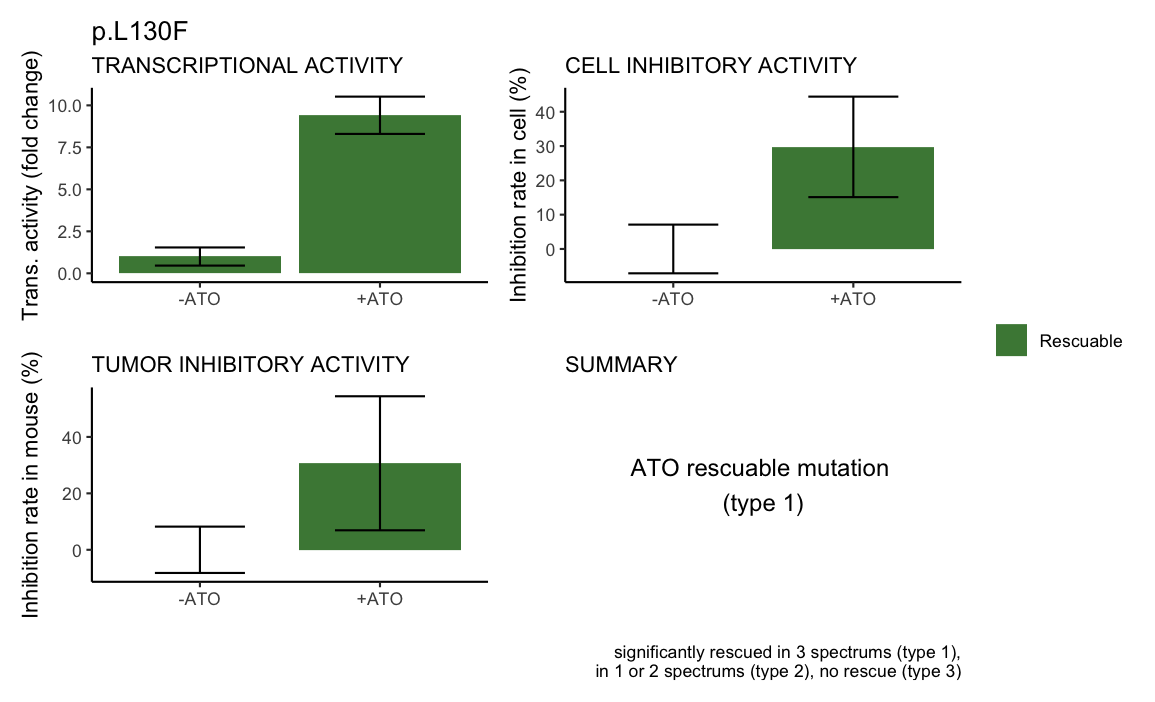 p.L130F
TRANSCRIPTIONAL ACTIVITY
Trans. activity (fold change)
10.0
7.5
5.0
2.5
0.0
-ATO
+ATO
CELL INHIBITORY ACTIVITY
Inhibition rate in cell (%)
40
30
20
10
0
-ATO
+ATO
Rescuable
TUMOR INHIBITORY ACTIVITY
Inhibition rate in mouse (%)
40
20
0
-ATO
+ATO
SUMMARY
ATO rescuable mutation
(type 1)
significantly rescued in 3 spectrums (type 1),
in 1 or 2 spectrums (type 2), no rescue (type 3)